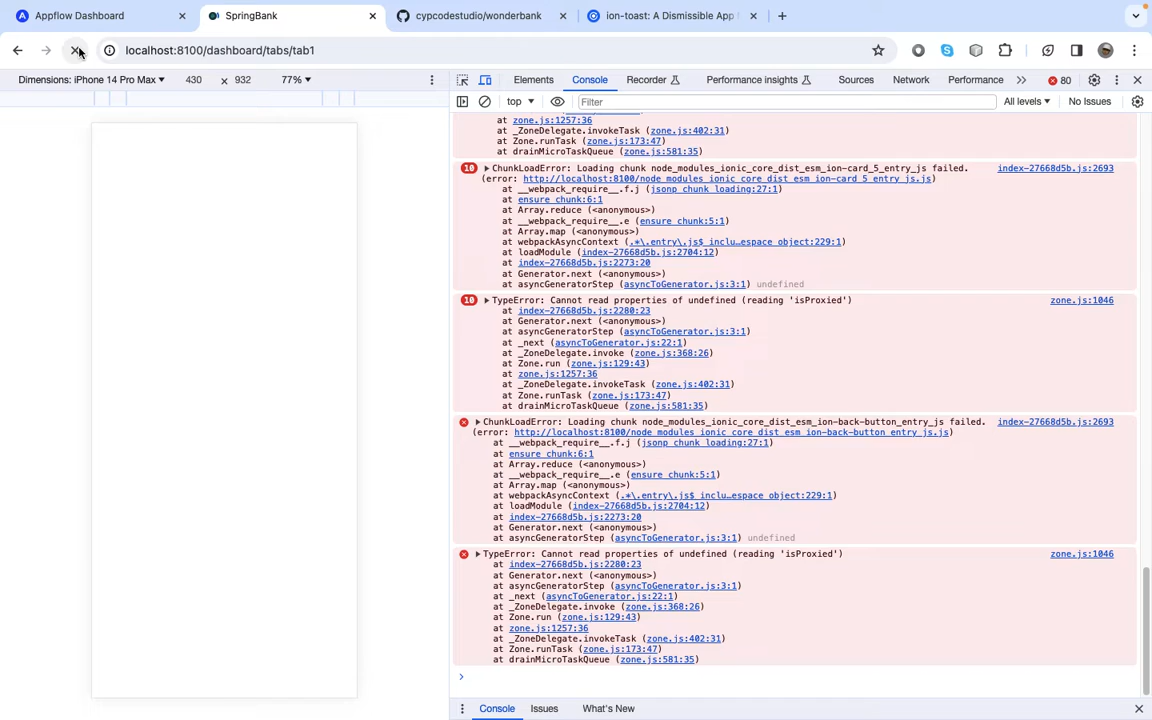 Appflow Dashboard
SpringBank
cypcodestudio/wonderbank
ion-toast: A Dismissible App
localhost:8100/dashboard/tabs/tab1
Dimensions: iPhone 14 Pro Max
430
×
932
77%
Elements
Console
Recorder
Performance insights
Sources
Network
Performance
80
top
Filter
All levels
No Issues
at zone.js:1257:36
at _ZoneDelegate.invokeTask (zone.js:402:31)
at Zone.runTask (zone.js:173:47)
at drainMicroTaskQueue (zone.js:581:35)
10 ChunkLoadError: Loading chunk node_modules_ionic_core_dist_esm_ion-card_5_entry_js failed. index-27668d5b.js:2693
(error: http://localhost:8100/node_modules_ionic_core_dist_esm_ion-card_5_entry_js.js)
at __webpack_require__.f.j (jsonp chunk loading:27:1)
at ensure chunk:6:1
at Array.reduce (<anonymous>)
at __webpack_require__.e (ensure chunk:5:1)
at Array.map (<anonymous>)
at webpackAsyncContext (.*\.entry\.js$ inclu…espace object:229:1)
at loadModule (index-27668d5b.js:2704:12)
at index-27668d5b.js:2273:20
at Generator.next (<anonymous>)
at asyncGeneratorStep (asyncToGenerator.js:3:1) undefined
10 TypeError: Cannot read properties of undefined (reading 'isProxied') zone.js:1046
at index-27668d5b.js:2280:23
at Generator.next (<anonymous>)
at asyncGeneratorStep (asyncToGenerator.js:3:1)
at _next (asyncToGenerator.js:22:1)
at _ZoneDelegate.invoke (zone.js:368:26)
at Zone.run (zone.js:129:43)
at zone.js:1257:36
at _ZoneDelegate.invokeTask (zone.js:402:31)
at Zone.runTask (zone.js:173:47)
at drainMicroTaskQueue (zone.js:581:35)
ChunkLoadError: Loading chunk node_modules_ionic_core_dist_esm_ion-back-button_entry_js failed. index-27668d5b.js:2693
(error: http://localhost:8100/node_modules_ionic_core_dist_esm_ion-back-button_entry_js.js)
at __webpack_require__.f.j (jsonp chunk loading:27:1)
at ensure chunk:6:1
at Array.reduce (<anonymous>)
at __webpack_require__.e (ensure chunk:5:1)
at Array.map (<anonymous>)
at webpackAsyncContext (.*\.entry\.js$ inclu…espace object:229:1)
at loadModule (index-27668d5b.js:2704:12)
at index-27668d5b.js:2273:20
at Generator.next (<anonymous>)
at asyncGeneratorStep (asyncToGenerator.js:3:1) undefined
TypeError: Cannot read properties of undefined (reading 'isProxied') zone.js:1046
at index-27668d5b.js:2280:23
at Generator.next (<anonymous>)
at asyncGeneratorStep (asyncToGenerator.js:3:1)
at _next (asyncToGenerator.js:22:1)
at _ZoneDelegate.invoke (zone.js:368:26)
at Zone.run (zone.js:129:43)
at zone.js:1257:36
at _ZoneDelegate.invokeTask (zone.js:402:31)
at Zone.runTask (zone.js:173:47)
at drainMicroTaskQueue (zone.js:581:35)
Console
Issues
What's New